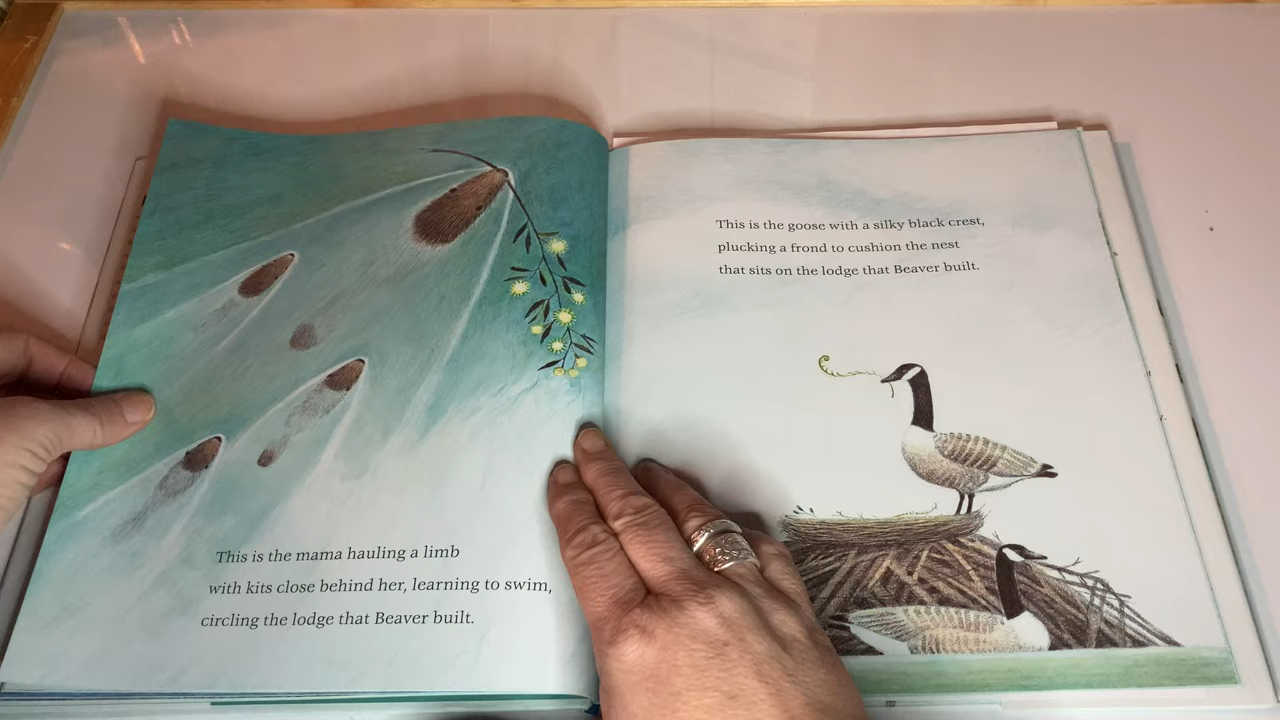 This is the mama hauling a limb
with kits close behind her, learning to swim,
circling the lodge that Beaver built.
This is the goose with a silky black crest,
plucking a frond to cushion the nest
that sits on the lodge that Beaver built.